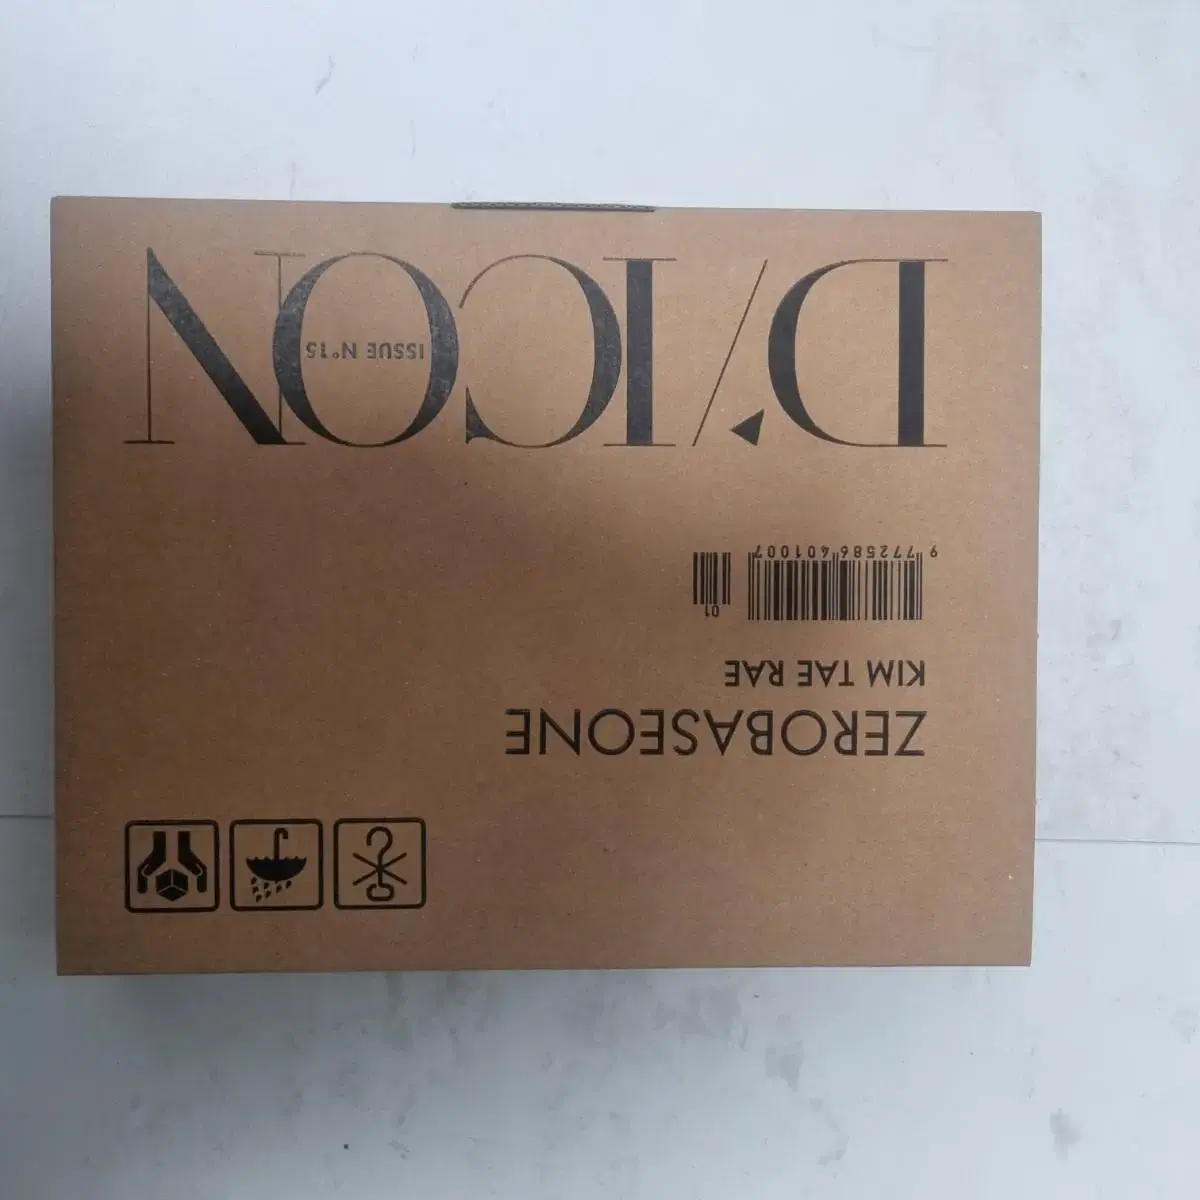 D'/ICON
ISSUE N°15
9 772586 401007
01
KIM TAE RAE
ZEROBASEONE